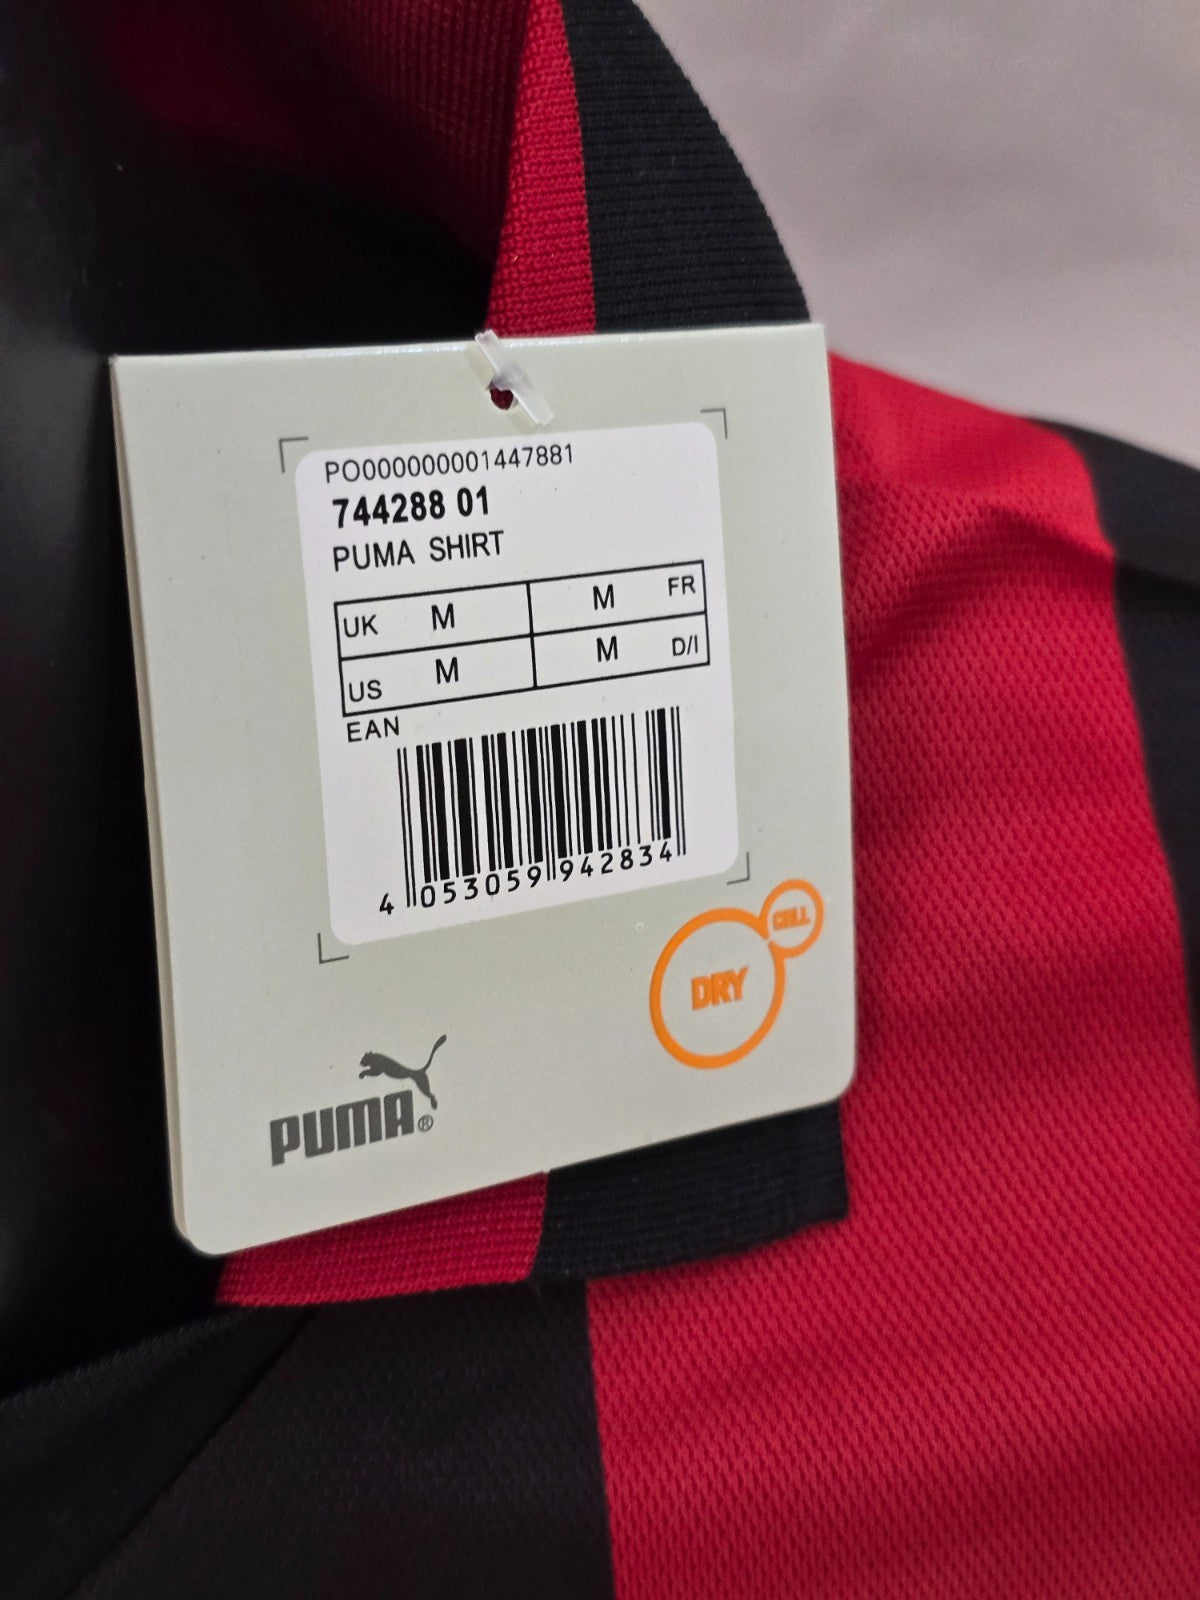 PO000000001447881
744288 01
PUMA SHIRT
UK M M FR
US M M D/I
EAN
4 053059 942834
CELL
DRY
PUMA®